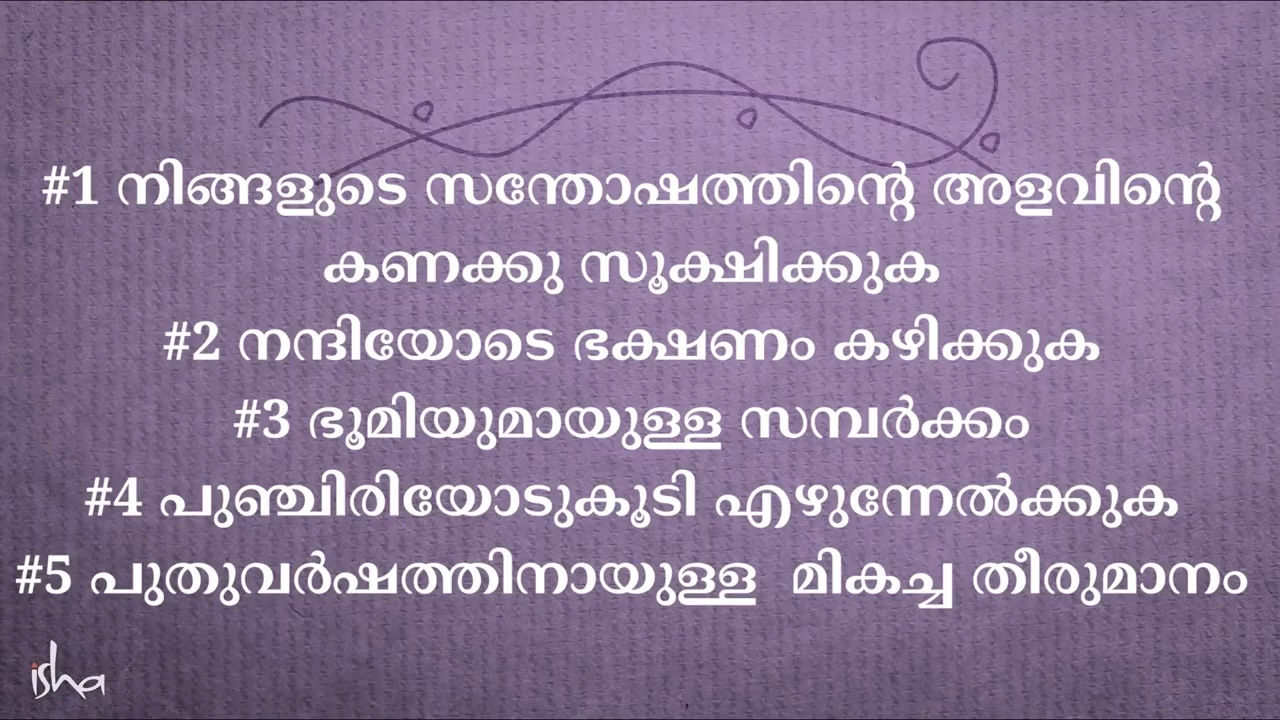 #1 നിങ്ങളുടെ സന്തോഷത്തിന്റെ അളവിന്റെ
കണക്കു സൂക്ഷിക്കുക
#2 നന്ദിയോടെ ഭക്ഷണം കഴിക്കുക
#3 ഭൂമിയുമായുള്ള സമ്പർക്കം
#4 പുഞ്ചിരിയോടുകൂടി എഴുന്നേൽക്കുക
#5 പുതുവർഷത്തിനായുള്ള മികച്ച തീരുമാനം
isha